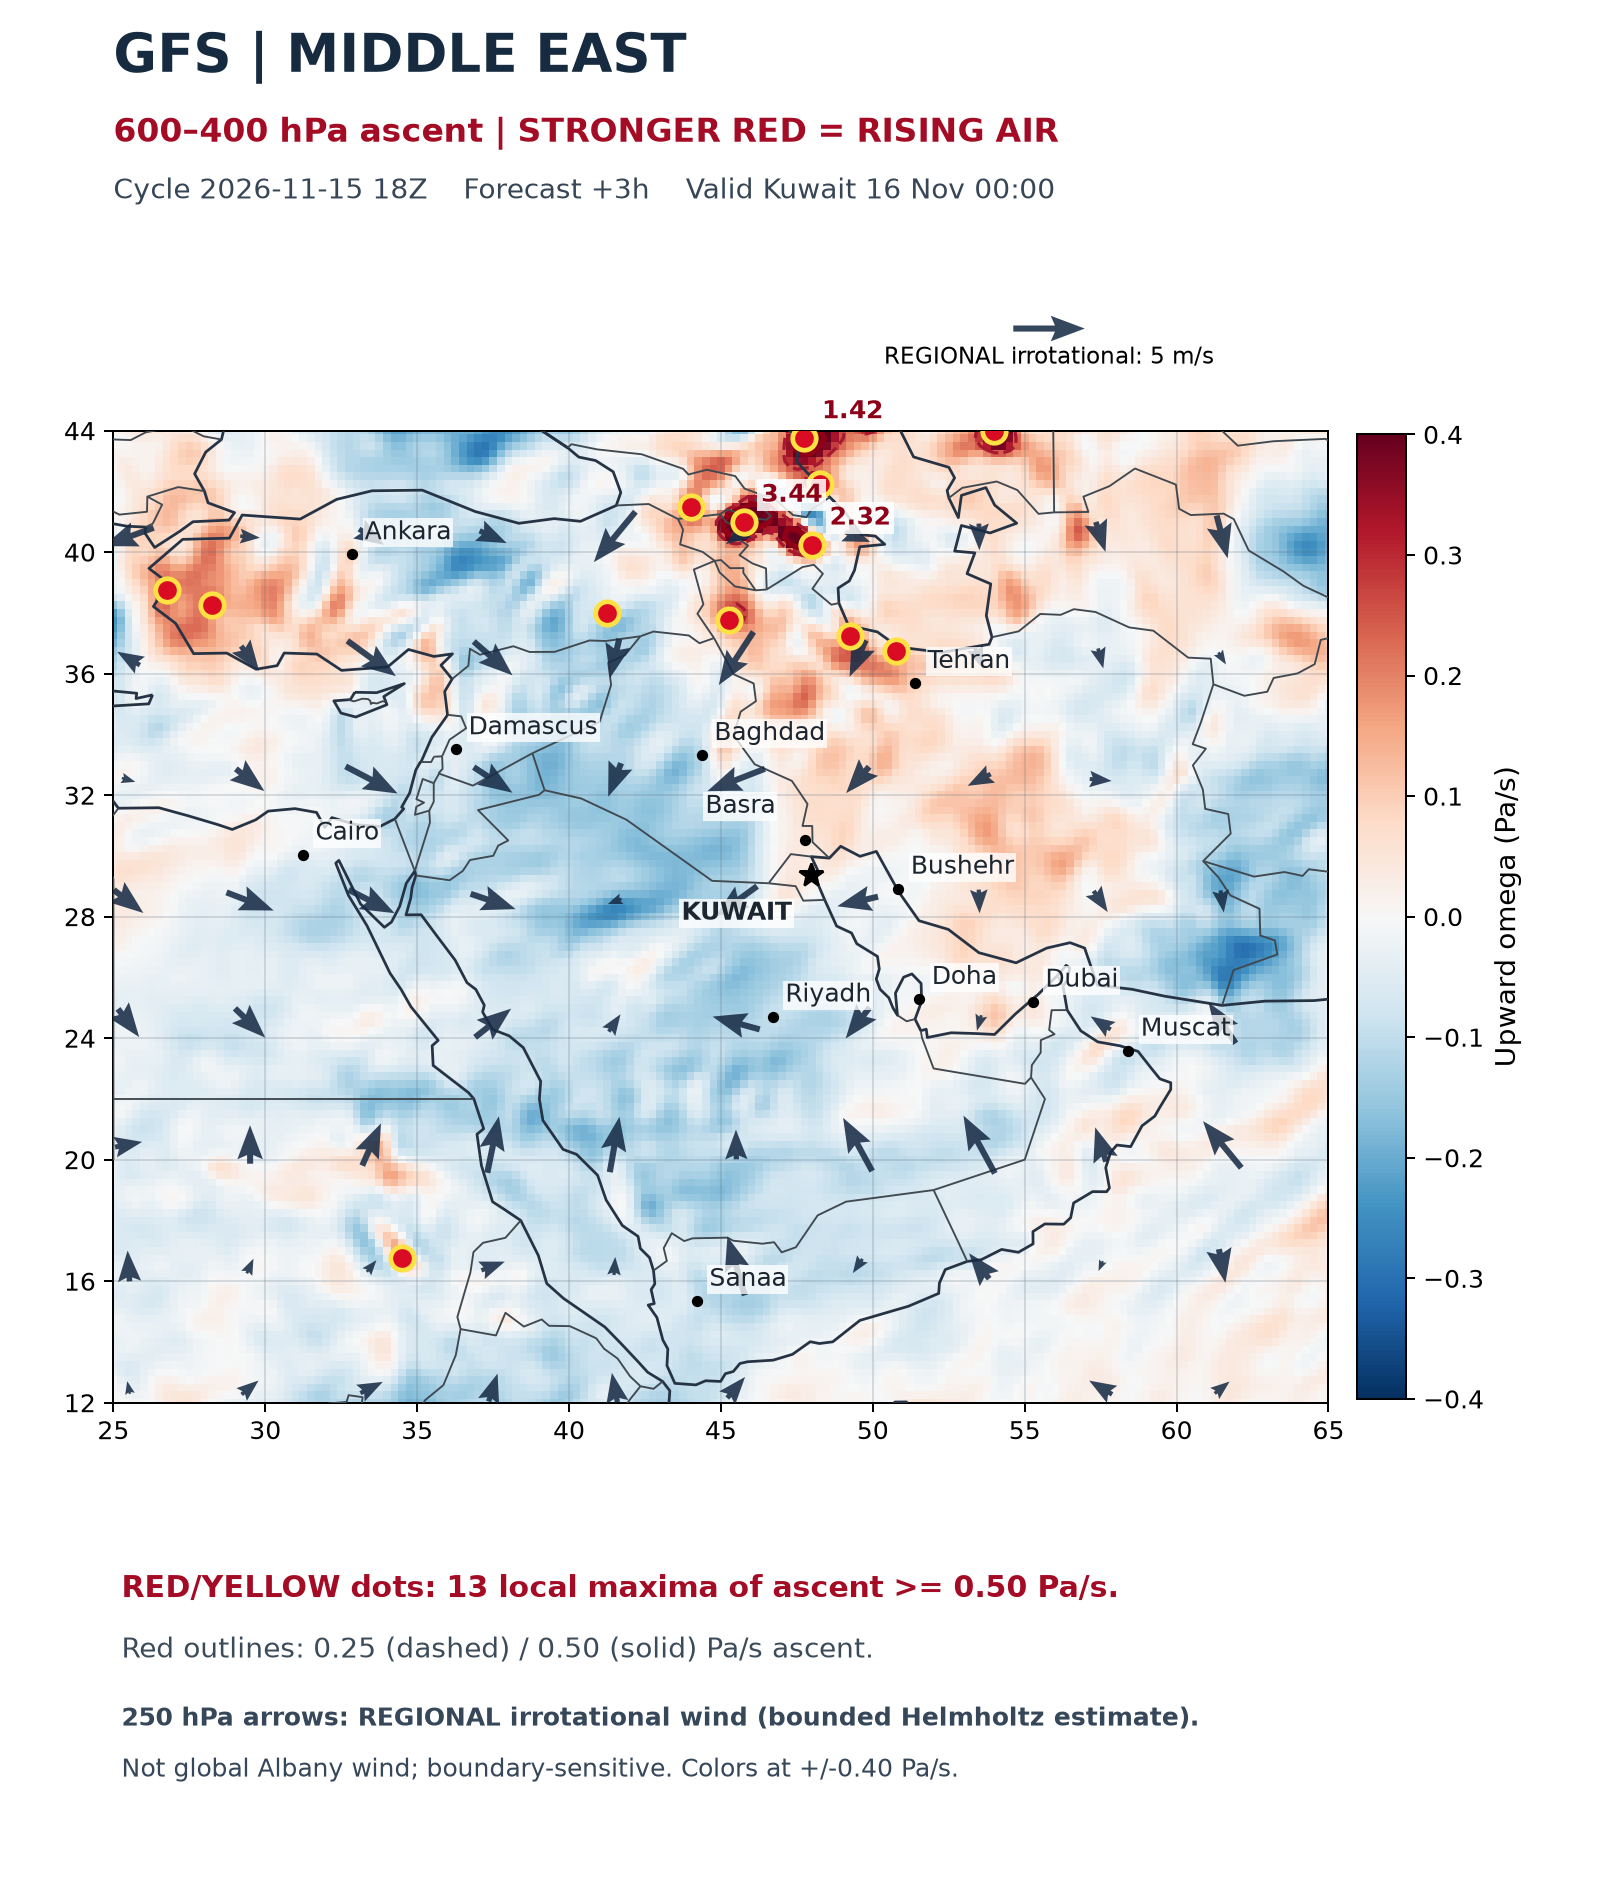 GFS | MIDDLE EAST
600–400 hPa ascent | STRONGER RED = RISING AIR
Cycle 2026-11-15 18Z    Forecast +3h    Valid Kuwait 16 Nov 00:00
REGIONAL irrotational: 5 m/s
1.42
44
0.4
3.44
2.32
Ankara
40
0.3
Tehran
36
0.2
Damascus
Baghdad
32
Basra
0.1
Cairo
Bushehr
28
KUWAIT
0.0
Upward omega (Pa/s)
Riyadh
Doha
Dubai
24
Muscat
−0.1
20
−0.2
16
Sanaa
−0.3
12
−0.4
25 30 35 40 45 50 55 60 65
RED/YELLOW dots: 13 local maxima of ascent >= 0.50 Pa/s.
Red outlines: 0.25 (dashed) / 0.50 (solid) Pa/s ascent.
250 hPa arrows: REGIONAL irrotational wind (bounded Helmholtz estimate).
Not global Albany wind; boundary-sensitive. Colors at +/-0.40 Pa/s.